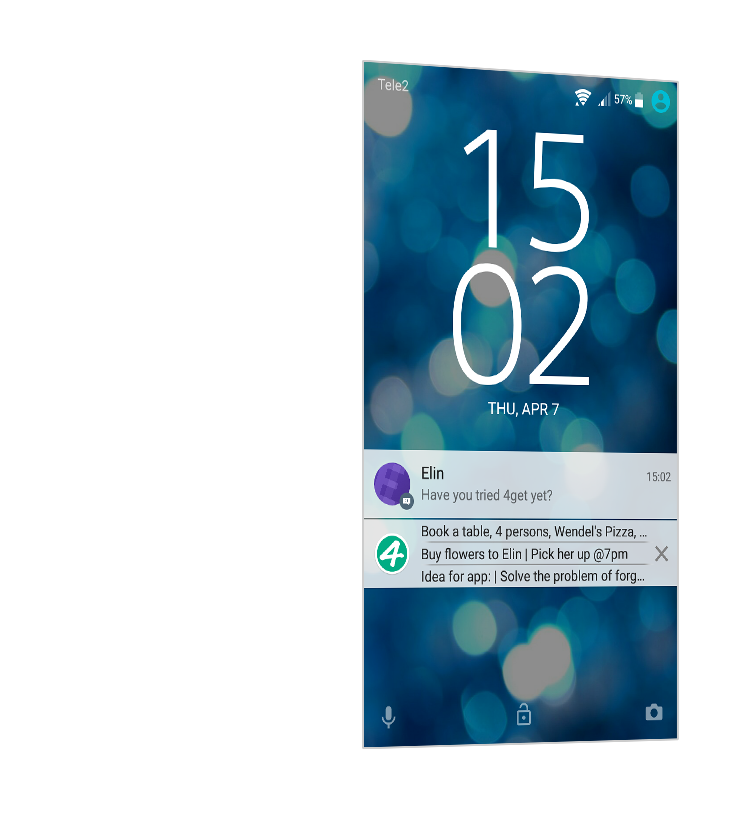 Tele2
57%
15
02
THU, APR 7
Elin
15:02
Have you tried 4get yet?
Book a table, 4 persons, Wendel's Pizza, ...
4
Buy flowers to Elin | Pick her up @7pm
Idea for app: | Solve the problem of forg...